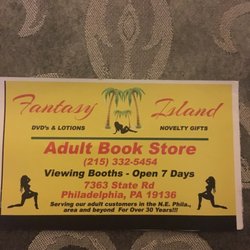 Fantasy Island
DVD's & LOTIONS NOVELTY GIFTS
Adult Book Store
(215) 332-5454
Viewing Booths - Open 7 Days
7363 State Rd
Philadelphia, PA 19136
Serving our adult customers in the N.E. Phila.,
area and beyond For Over 30 Years!!!